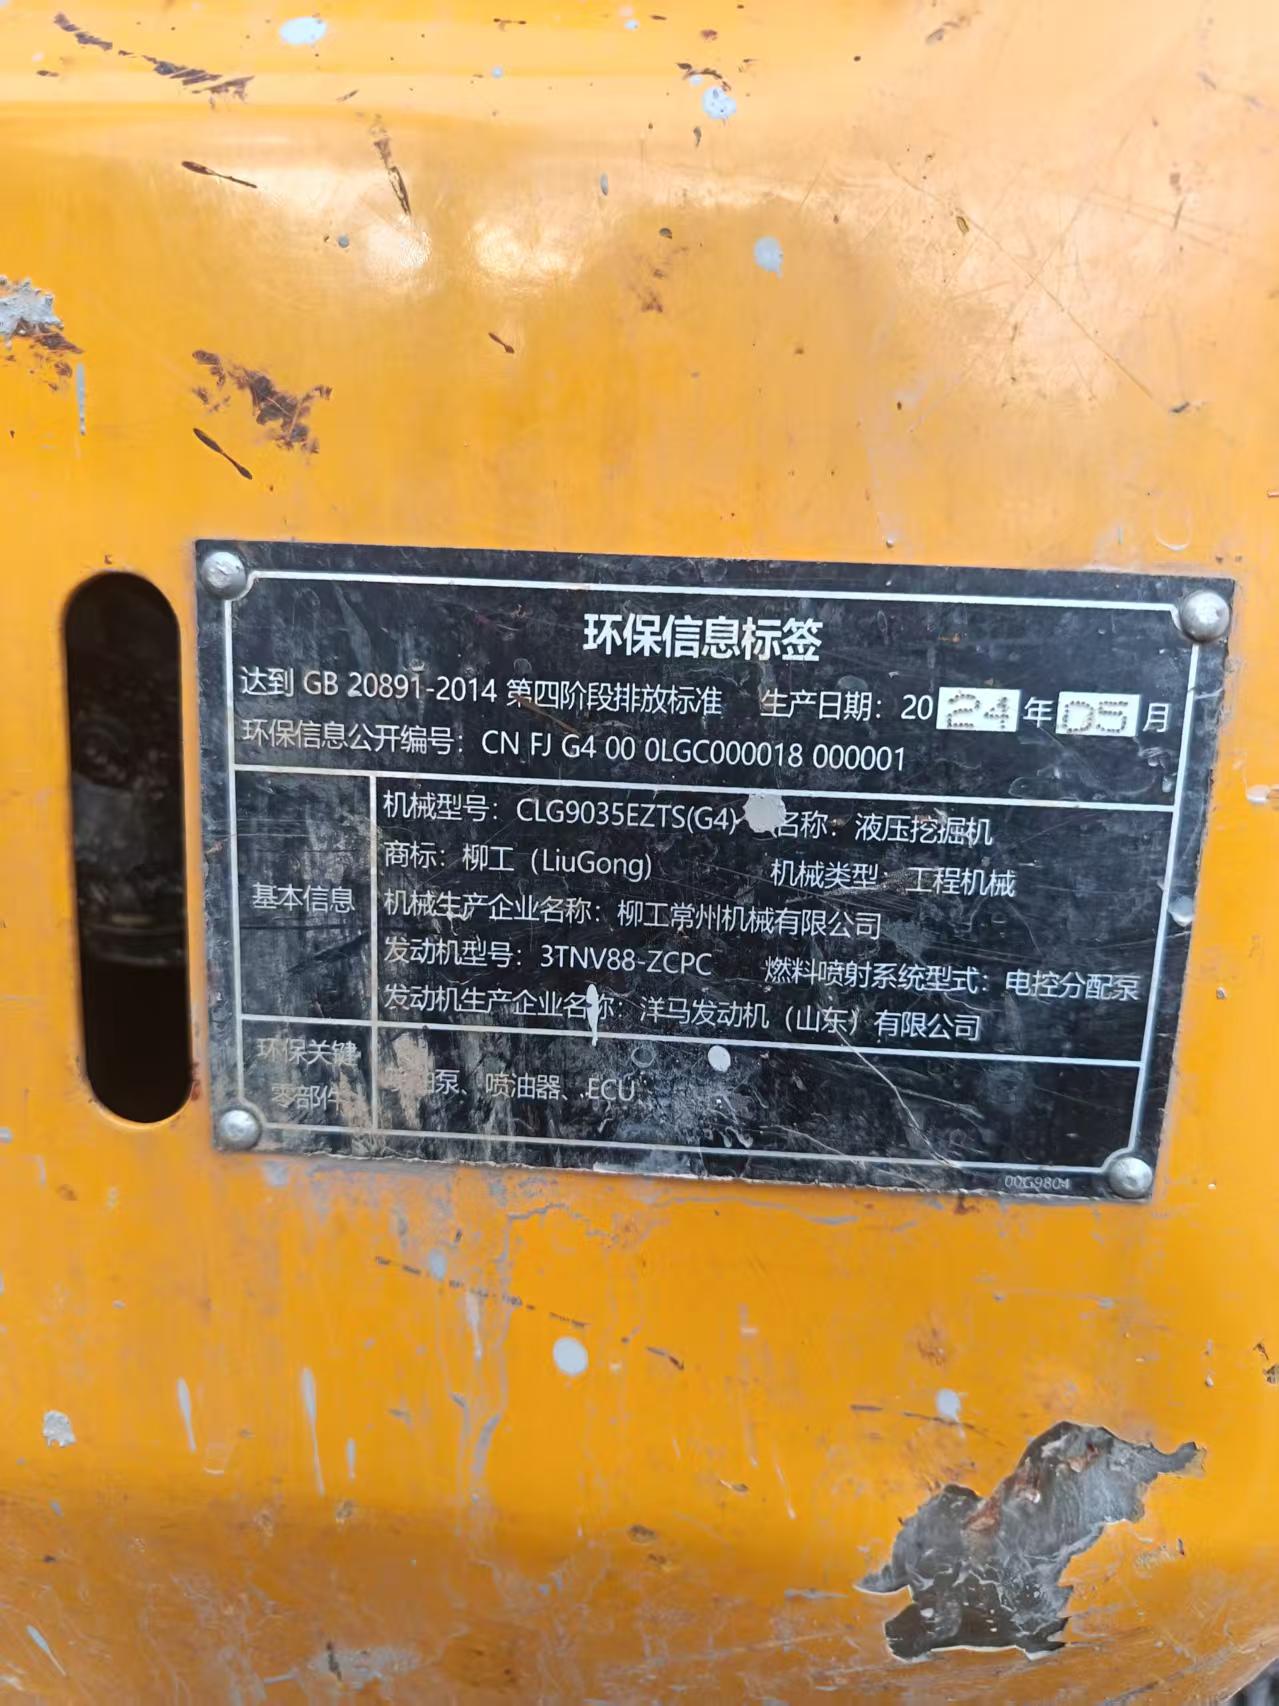 环保信息标签
达到 GB 20891-2014 第四阶段排放标准 生产日期：2024年05月
环保信息公开编号：CN FJ G4 00 0LGC000018 000001
基本信息
机械型号：CLG9035EZTS(G4) 名称：液压挖掘机
商标：柳工（LiuGong） 机械类型：工程机械
机械生产企业名称：柳工常州机械有限公司
发动机型号：3TNV88-ZCPC 燃料喷射系统型式：电控分配泵
发动机生产企业名称：洋马发动机（山东）有限公司
环保关键
零部件
油泵、喷油器、ECU
00G9804